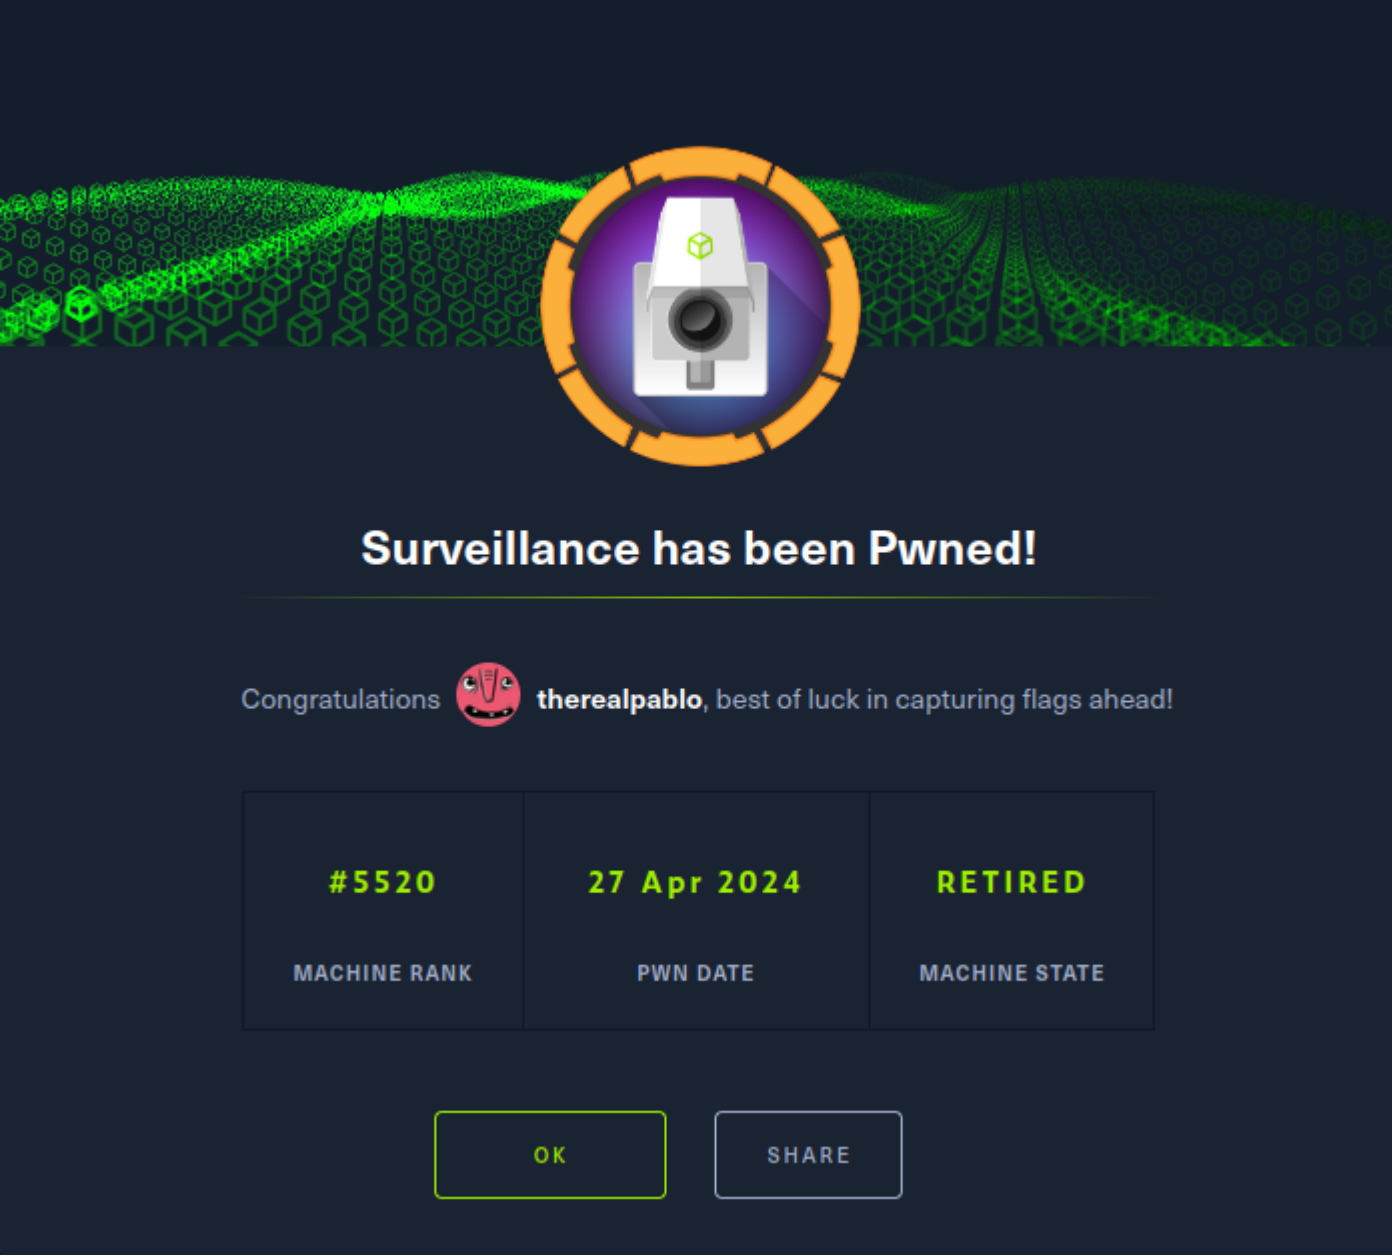 Surveillance has been Pwned!
Congratulations therealpablo, best of luck in capturing flags ahead!
#5520 27 Apr 2024 RETIRED
MACHINE RANK PWN DATE MACHINE STATE
OK SHARE